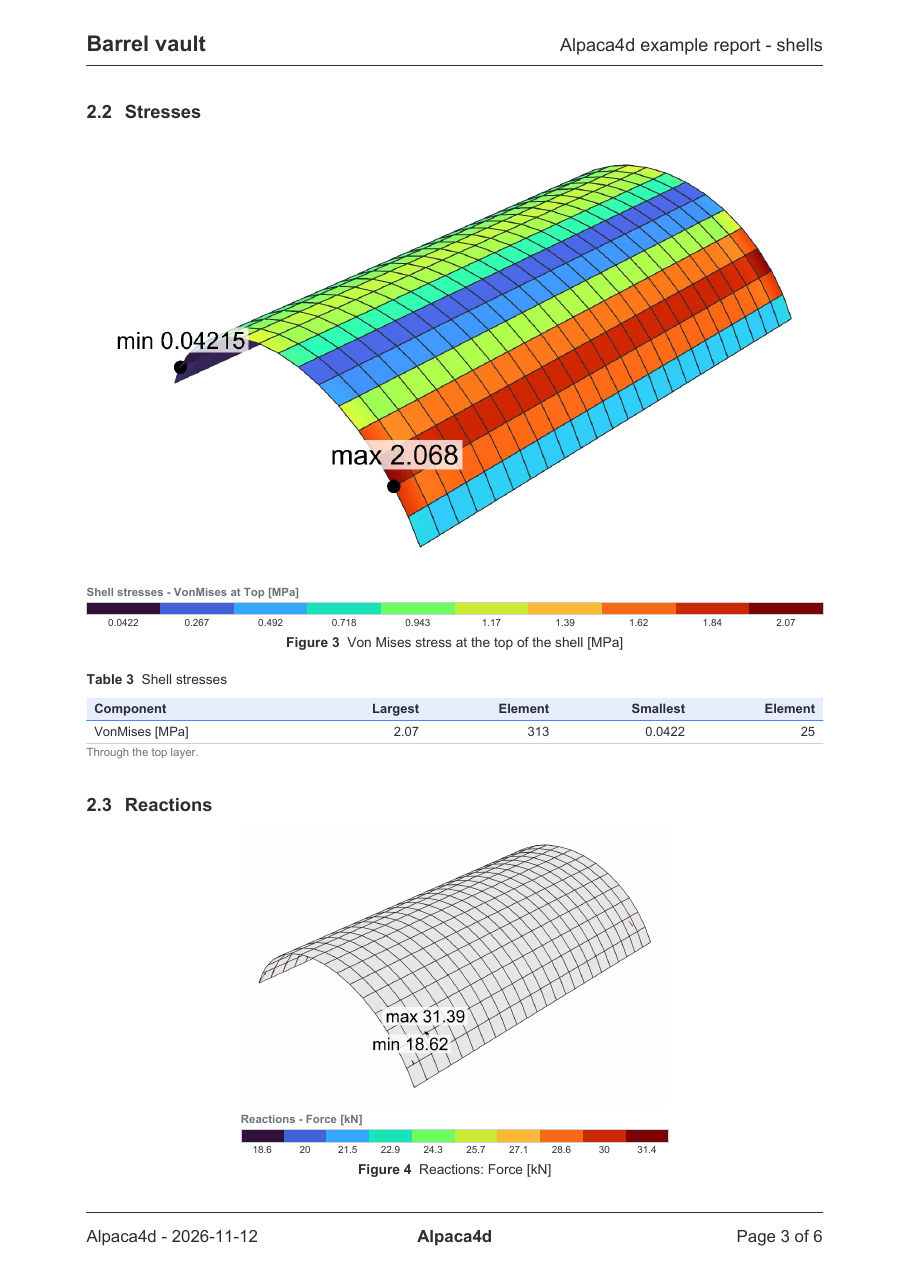 Barrel vault Alpaca4d example report - shells
2.2 Stresses
min 0.04215
max 2.068
Shell stresses - VonMises at Top [MPa]
0.0422 0.267 0.492 0.718 0.943 1.17 1.39 1.62 1.84 2.07
Figure 3 Von Mises stress at the top of the shell [MPa]
Table 3 Shell stresses
Component Largest Element Smallest Element
VonMises [MPa] 2.07 313 0.0422 25
Through the top layer.
2.3 Reactions
max 31.39
min 18.62
Reactions - Force [kN]
18.6 20 21.5 22.9 24.3 25.7 27.1 28.6 30 31.4
Figure 4 Reactions: Force [kN]
Alpaca4d - 2026-11-12 Alpaca4d Page 3 of 6